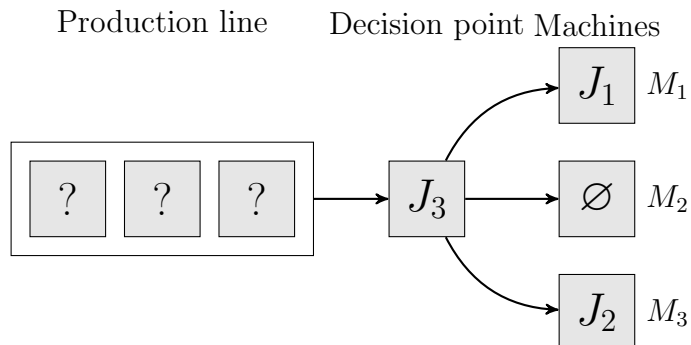 Production line
Decision point
Machines
J₁ M₁
? ? ? J₃ ∅ M₂
J₂ M₃